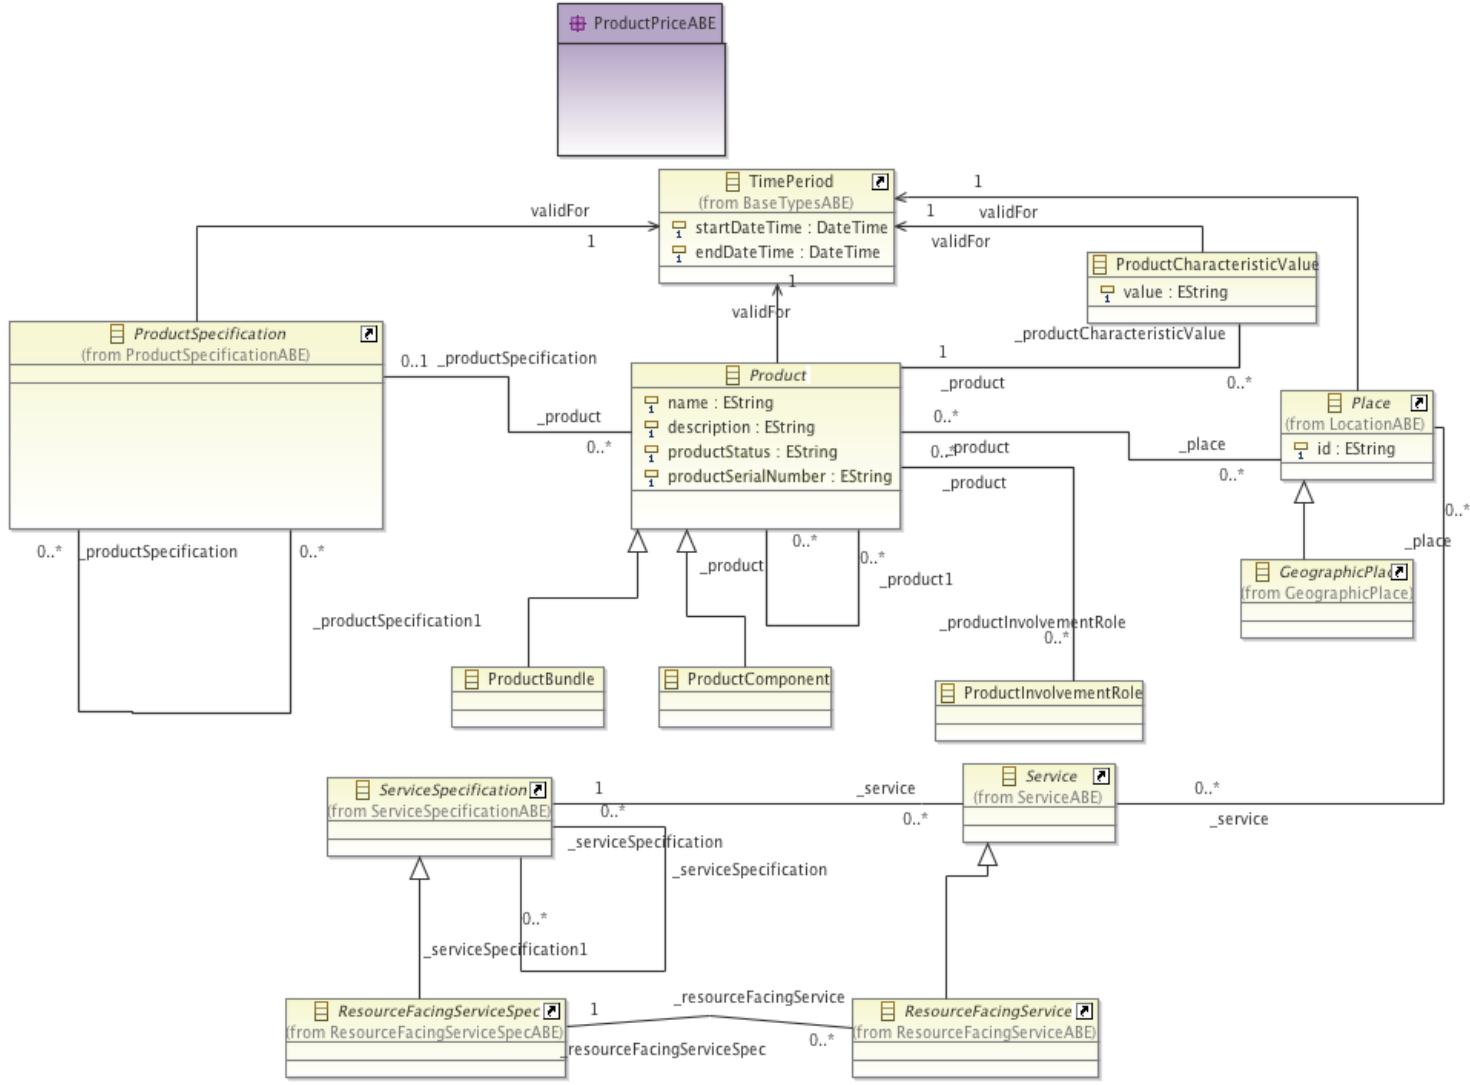 ProductPriceABE
TimePeriod
(from BaseTypesABE)
startDateTime : DateTime
endDateTime : DateTime
validFor
1
1
validFor
1
validFor
1
validFor
ProductCharacteristicValue
value : EString
ProductSpecification
(from ProductSpecificationABE)
0..1 _productSpecification
_product
0..*
Product
name : EString
description : EString
productStatus : EString
productSerialNumber : EString
_productCharacteristicValue
1
_product
0..*
0..*
_product
_place
0..*
0..*
_product
Place
(from LocationABE)
id : EString
0..*
_place
GeographicPlac
(from GeographicPlace)
0..* _productSpecification
0..*
_productSpecification1
0..*
_product
0..*
_product1
_productInvolvementRole
0..*
ProductBundle
ProductComponent
ProductInvolvementRole
ServiceSpecification
(from ServiceSpecificationABE)
1
_service
0..*
0..*
_serviceSpecification
_serviceSpecification
0..*
_serviceSpecification1
Service
(from ServiceABE)
0..*
_service
ResourceFacingServiceSpec
(from ResourceFacingServiceSpecABE)
1
_resourceFacingService
0..*
_resourceFacingServiceSpec
ResourceFacingService
(from ResourceFacingServiceABE)